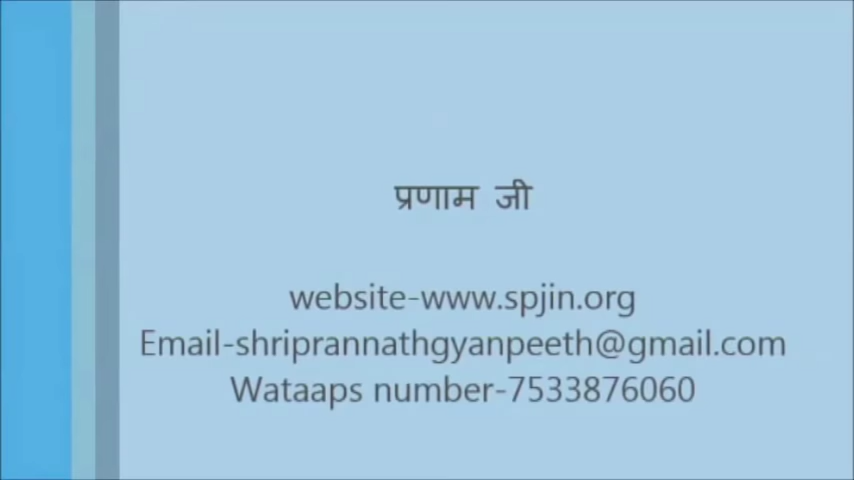 प्रणाम जी
website-www.spjin.org
Email-shriprannathgyanpeeth@gmail.com
Wataaps number-7533876060